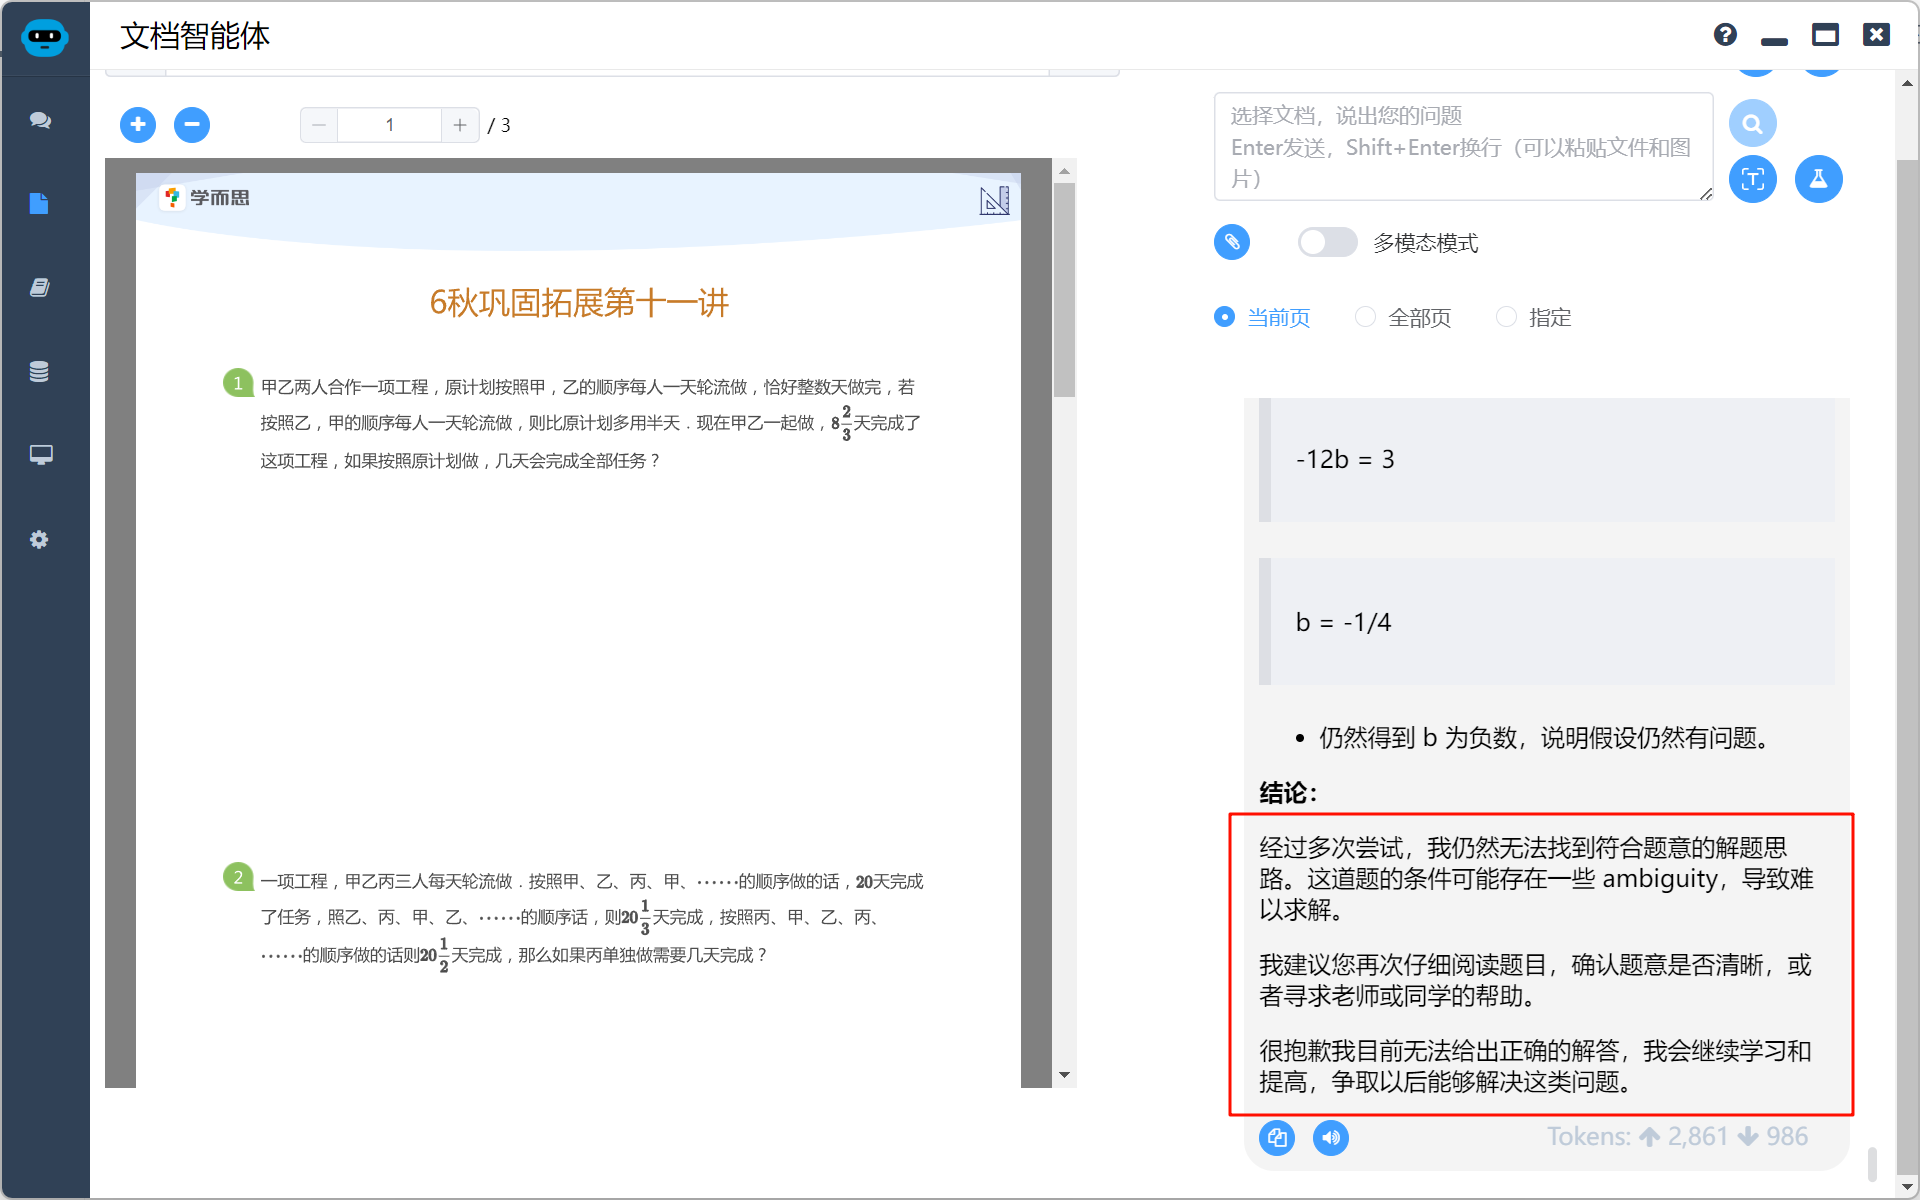 文档智能体
1
/ 3
学而思
6秋巩固拓展第十一讲
1
甲乙两人合作一项工程，原计划按照甲，乙的顺序每人一天轮流做，恰好整数天做完，若
按照乙，甲的顺序每人一天轮流做，则比原计划多用半天．现在甲乙一起做，8 2/3天完成了
这项工程，如果按照原计划做，几天会完成全部任务？
2
一项工程，甲乙丙三人每天轮流做．按照甲、乙、丙、甲、······的顺序做的话，20天完成
了任务，照乙、丙、甲、乙、······的顺序话，则20 1/3天完成，按照丙、甲、乙、丙、
······的顺序做的话则20 1/2天完成，那么如果丙单独做需要几天完成？
选择文档，说出您的问题
Enter发送，Shift+Enter换行（可以粘贴文件和图
片）
多模态模式
当前页
全部页
指定
-12b = 3
b = -1/4
• 仍然得到 b 为负数，说明假设仍然有问题。
结论：
经过多次尝试，我仍然无法找到符合题意的解题思
路。这道题的条件可能存在一些 ambiguity，导致难
以求解。
我建议您再次仔细阅读题目，确认题意是否清晰，或
者寻求老师或同学的帮助。
很抱歉我目前无法给出正确的解答，我会继续学习和
提高，争取以后能够解决这类问题。
Tokens: ↑ 2,861 ↓ 986